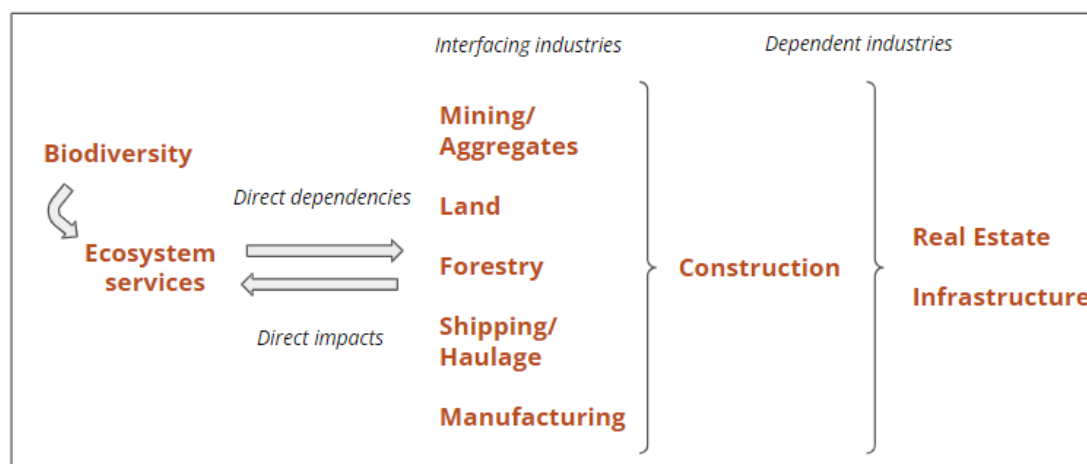 Interfacing industries
Dependent industries
Biodiversity
Ecosystem
services
Direct dependencies
Direct impacts
Mining/
Aggregates
Land
Forestry
Shipping/
Haulage
Manufacturing
Construction
Real Estate
Infrastructure